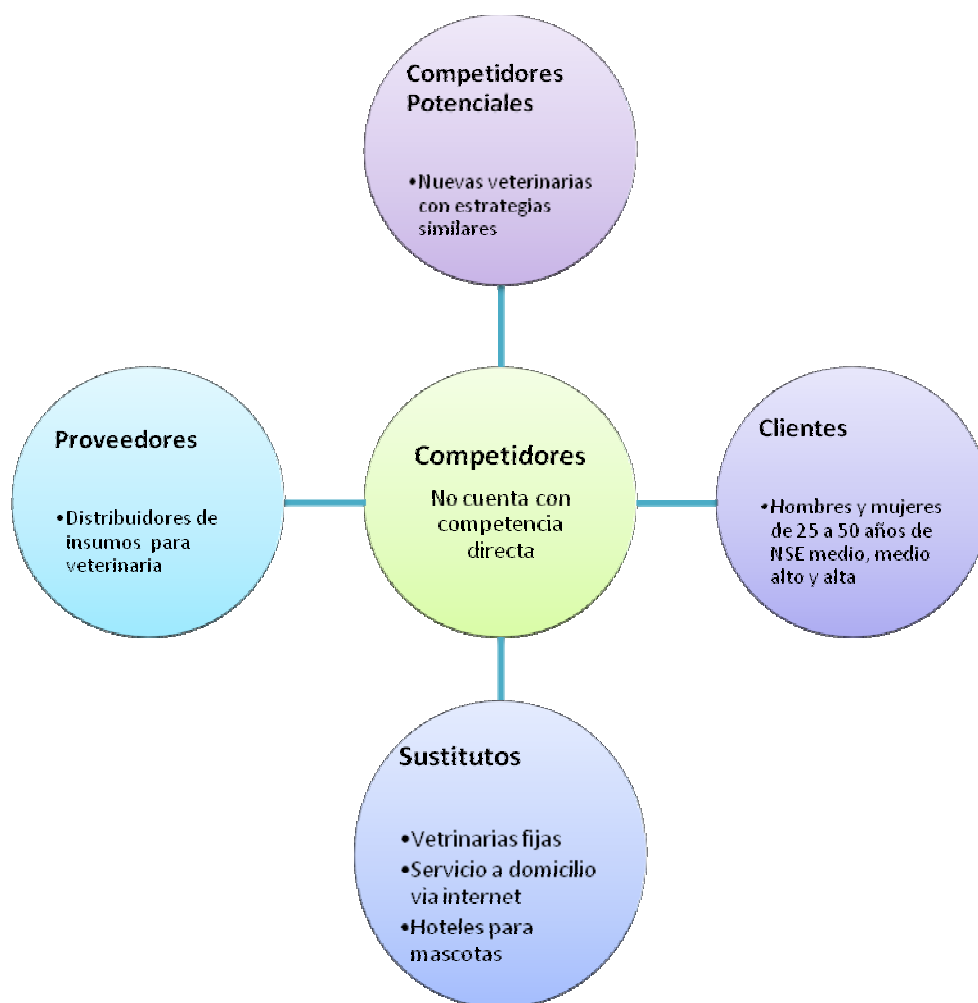 Competidores
Potenciales
•Nuevas veterinarias
con estrategias
similares
Proveedores
•Distribuidores de
insumos para
veterinaria
Competidores
No cuenta con
competencia
directa
Clientes
•Hombres y mujeres
de 25 a 50 años de
NSE medio, medio
alto y alta
Sustitutos
•Vetrinarias fijas
•Servicio a domicilio
via internet
•Hoteles para
mascotas